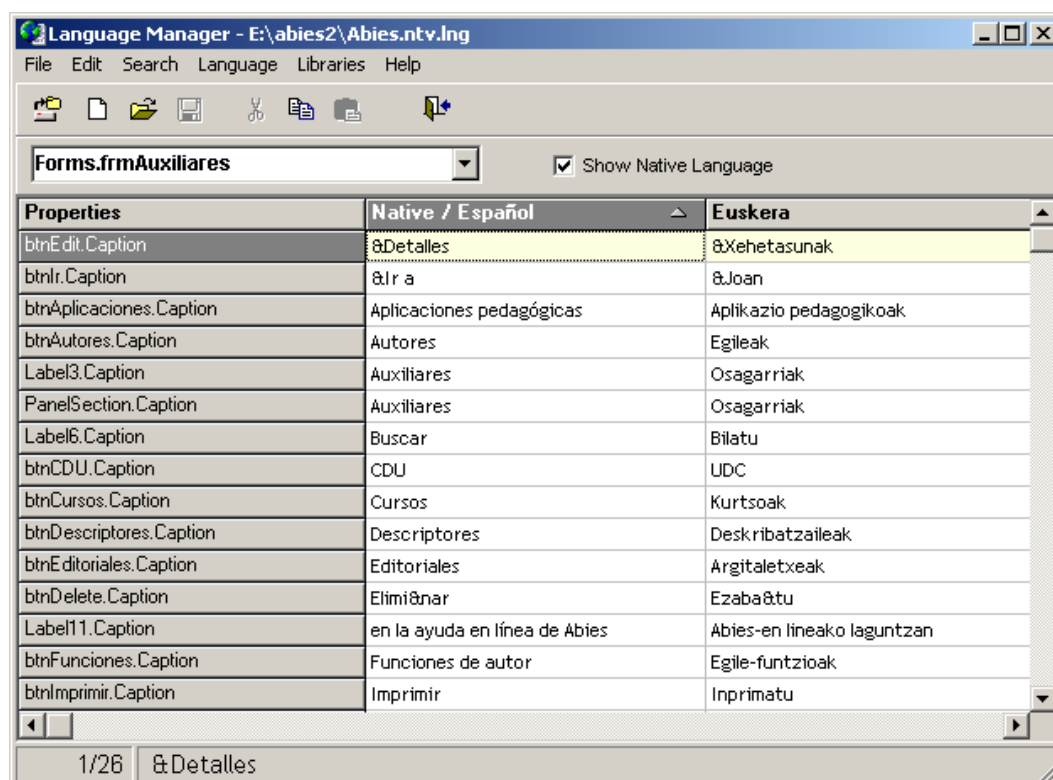 Language Manager - E:\abies2\Abies.ntv.lng
File Edit Search Language Libraries Help
Forms.frmAuxiliares Show Native Language
Properties Native / Español Euskera
btnEdit.Caption &Detalles &Xehetasunak
btnIr.Caption &Ir a &Joan
btnAplicaciones.Caption Aplicaciones pedagógicas Aplikazio pedagogikoak
btnAutores.Caption Autores Egileak
Label3.Caption Auxiliares Osagarriak
PanelSection.Caption Auxiliares Osagarriak
Label6.Caption Buscar Bilatu
btnCDU.Caption CDU UDC
btnCursos.Caption Cursos Kurtsoak
btnDescriptores.Caption Descriptores Deskribatzaileak
btnEditoriales.Caption Editoriales Argitaletxeak
btnDelete.Caption Elimi&nar Ezaba&tu
Label11.Caption en la ayuda en línea de Abies Abies-en lineako laguntzan
btnFunciones.Caption Funciones de autor Egile-funtzioak
btnImprimir.Caption Imprimir Inprimatu
1/26 &Detalles